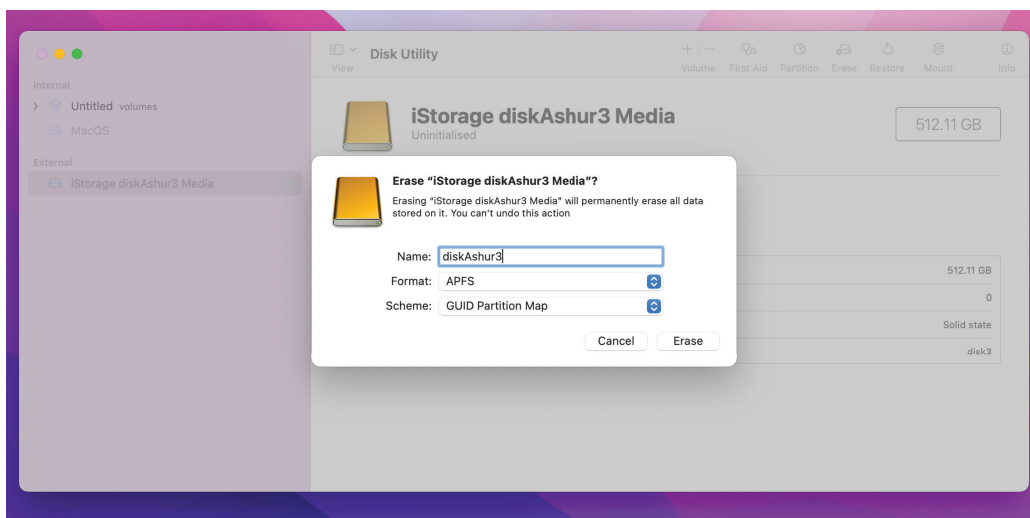 Disk Utility
View
Volume First Aid Partition Erase Restore Mount Info
Internal
Untitled volumes
MacOS
External
iStorage diskAshur3 Media
iStorage diskAshur3 Media
Uninitialised
512.11 GB
Erase “iStorage diskAshur3 Media”?
Erasing “iStorage diskAshur3 Media” will permanently erase all data
stored on it. You can’t undo this action
Name: diskAshur3
Format: APFS
Scheme: GUID Partition Map
Cancel Erase
512.11 GB
0
Solid state
disk3